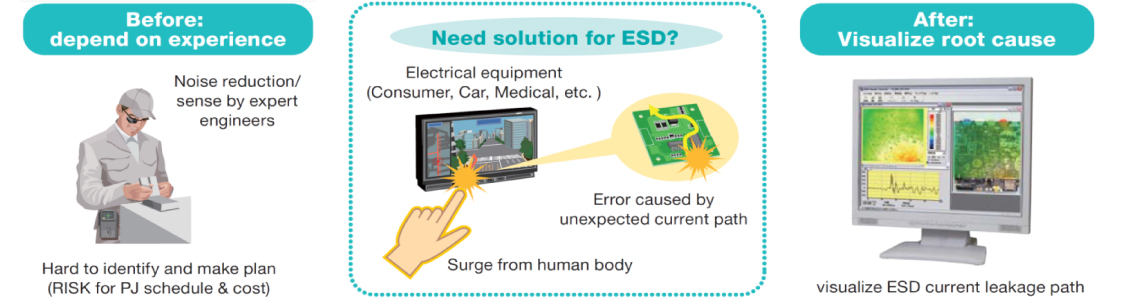 Before:
depend on experience
Noise reduction/
sense by expert
engineers
Hard to identify and make plan
(RISK for PJ schedule & cost)
Need solution for ESD?
Electrical equipment
(Consumer, Car, Medical, etc. )
Error caused by
unexpected current path
Surge from human body
After:
Visualize root cause
visualize ESD current leakage path